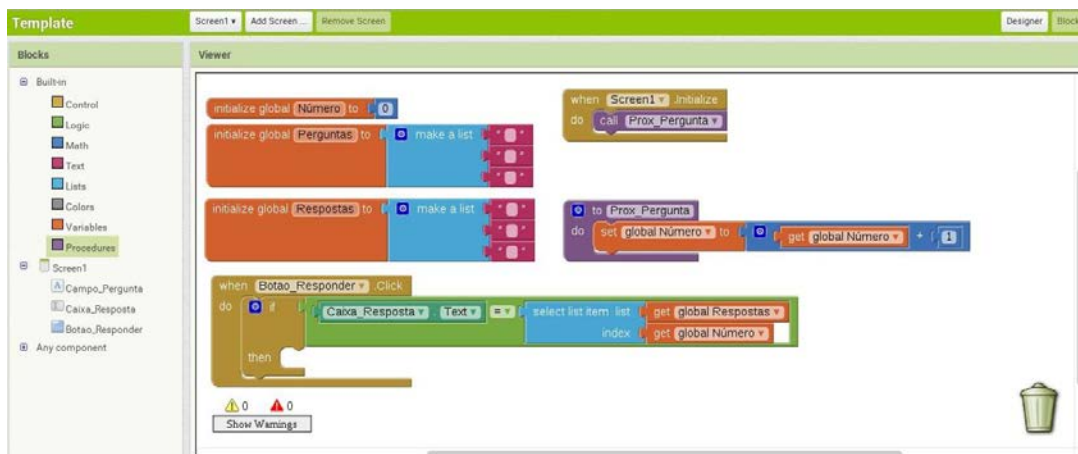 Template
Screen1 ▾ Add Screen ... Remove Screen
Designer Block
Blocks
Viewer
Built-in
Control
Logic
Math
Text
Lists
Colors
Variables
Procedures
Screen1
Campo_Pergunta
Caixa_Resposta
Botao_Responder
Any component
initialize global Número to 0
initialize global Perguntas to make a list " "
" "
" "
initialize global Respostas to make a list " "
" "
" "
when Screen1 .Initialize
do call Prox_Pergunta
to Prox_Pergunta
do set global Número to get global Número + 1
when Botao_Responder .Click
do if Caixa_Resposta . Text = select list item list get global Respostas
index get global Número
then
0 0
Show Warnings